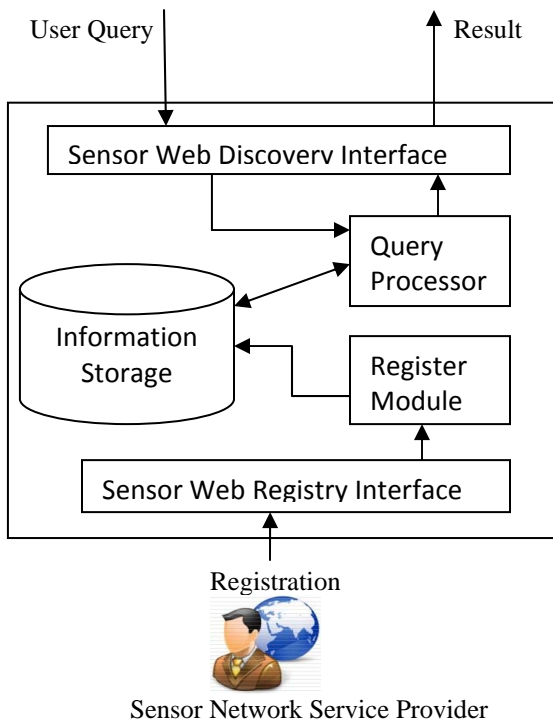 User Query
Result
Sensor Web Discovery Interface
Query
Processor
Information
Storage
Register
Module
Sensor Web Registry Interface
Registration
Sensor Network Service Provider